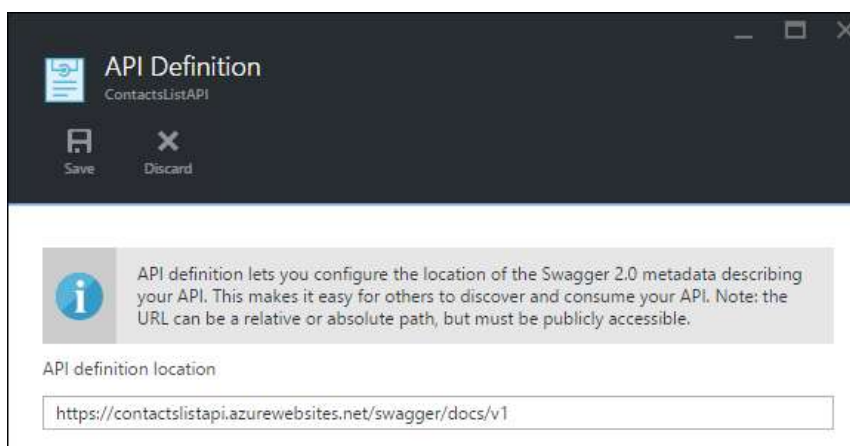 API Definition
ContactsListAPI
Save Discard
API definition lets you configure the location of the Swagger 2.0 metadata describing
your API. This makes it easy for others to discover and consume your API. Note: the
URL can be a relative or absolute path, but must be publicly accessible.
API definition location
https://contactslistapi.azurewebsites.net/swagger/docs/v1